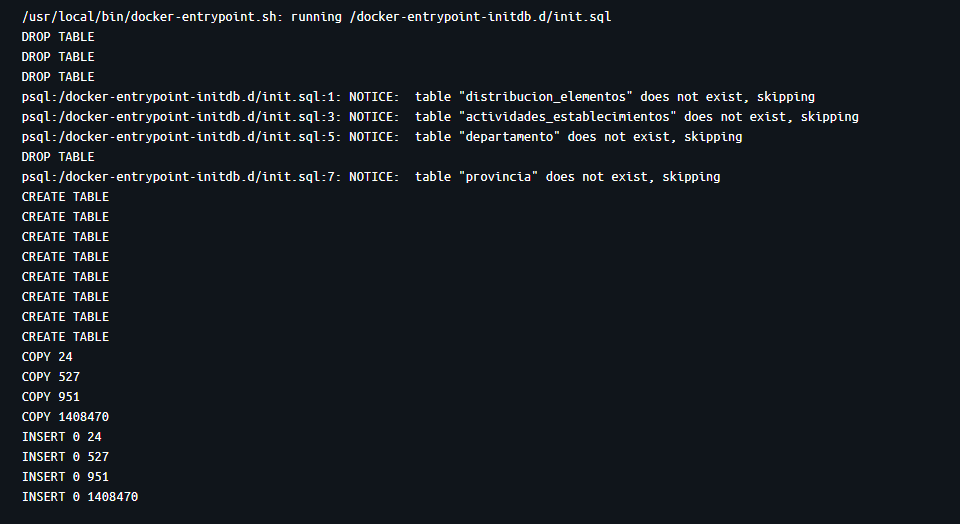 /usr/local/bin/docker-entrypoint.sh: running /docker-entrypoint-initdb.d/init.sql
DROP TABLE
DROP TABLE
DROP TABLE
psql:/docker-entrypoint-initdb.d/init.sql:1: NOTICE:  table "distribucion_elementos" does not exist, skipping
psql:/docker-entrypoint-initdb.d/init.sql:3: NOTICE:  table "actividades_establecimientos" does not exist, skipping
psql:/docker-entrypoint-initdb.d/init.sql:5: NOTICE:  table "departamento" does not exist, skipping
DROP TABLE
psql:/docker-entrypoint-initdb.d/init.sql:7: NOTICE:  table "provincia" does not exist, skipping
CREATE TABLE
CREATE TABLE
CREATE TABLE
CREATE TABLE
CREATE TABLE
CREATE TABLE
CREATE TABLE
CREATE TABLE
COPY 24
COPY 527
COPY 951
COPY 1408470
INSERT 0 24
INSERT 0 527
INSERT 0 951
INSERT 0 1408470